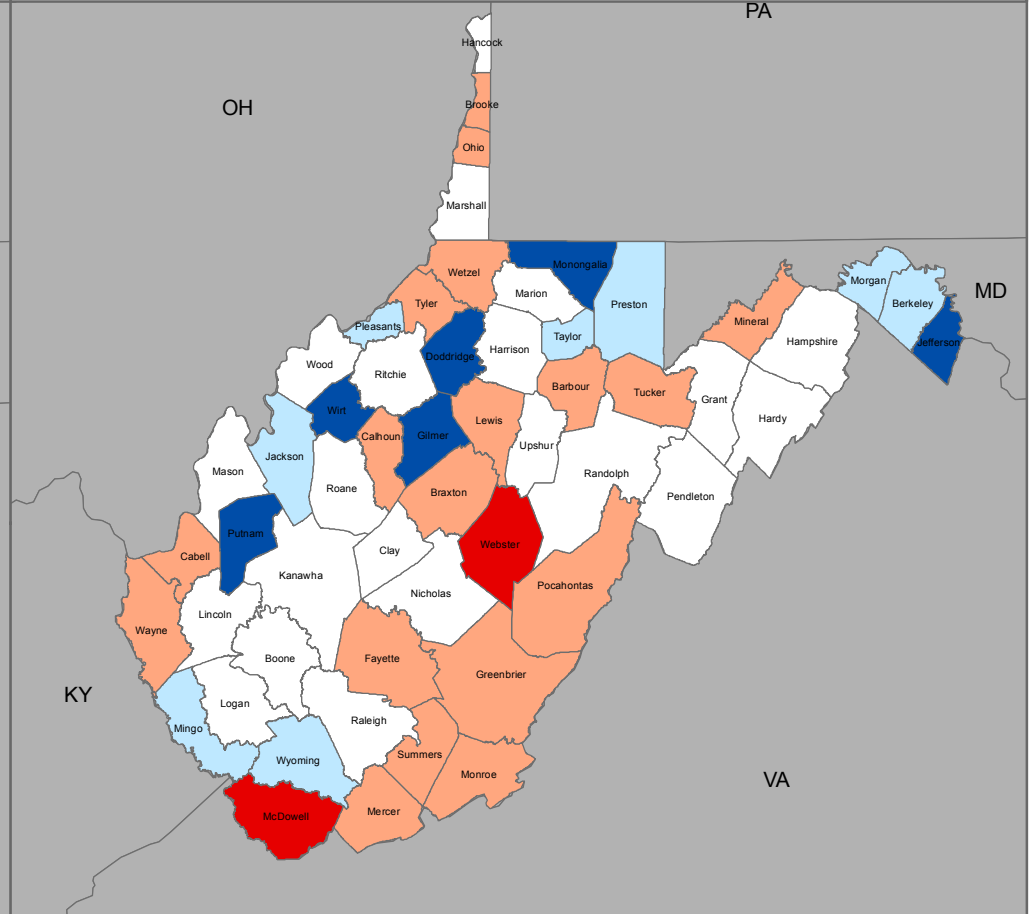 PA
Hancock
OH
Brooke
Ohio
Marshall
Wetzel
Monongalia
Marion
Preston
Morgan
Berkeley
MD
Tyler
Pleasants
Taylor
Mineral
Hampshire
Jefferson
Wood
Ritchie
Doddridge
Harrison
Barbour
Tucker
Grant
Hardy
Wirt
Calhoun
Gilmer
Lewis
Upshur
Jackson
Mason
Roane
Braxton
Randolph
Pendleton
Putnam
Cabell
Clay
Webster
Kanawha
Nicholas
Pocahontas
Lincoln
Wayne
Boone
Fayette
Greenbrier
KY
Logan
Mingo
Raleigh
Wyoming
Summers
Monroe
VA
McDowell
Mercer